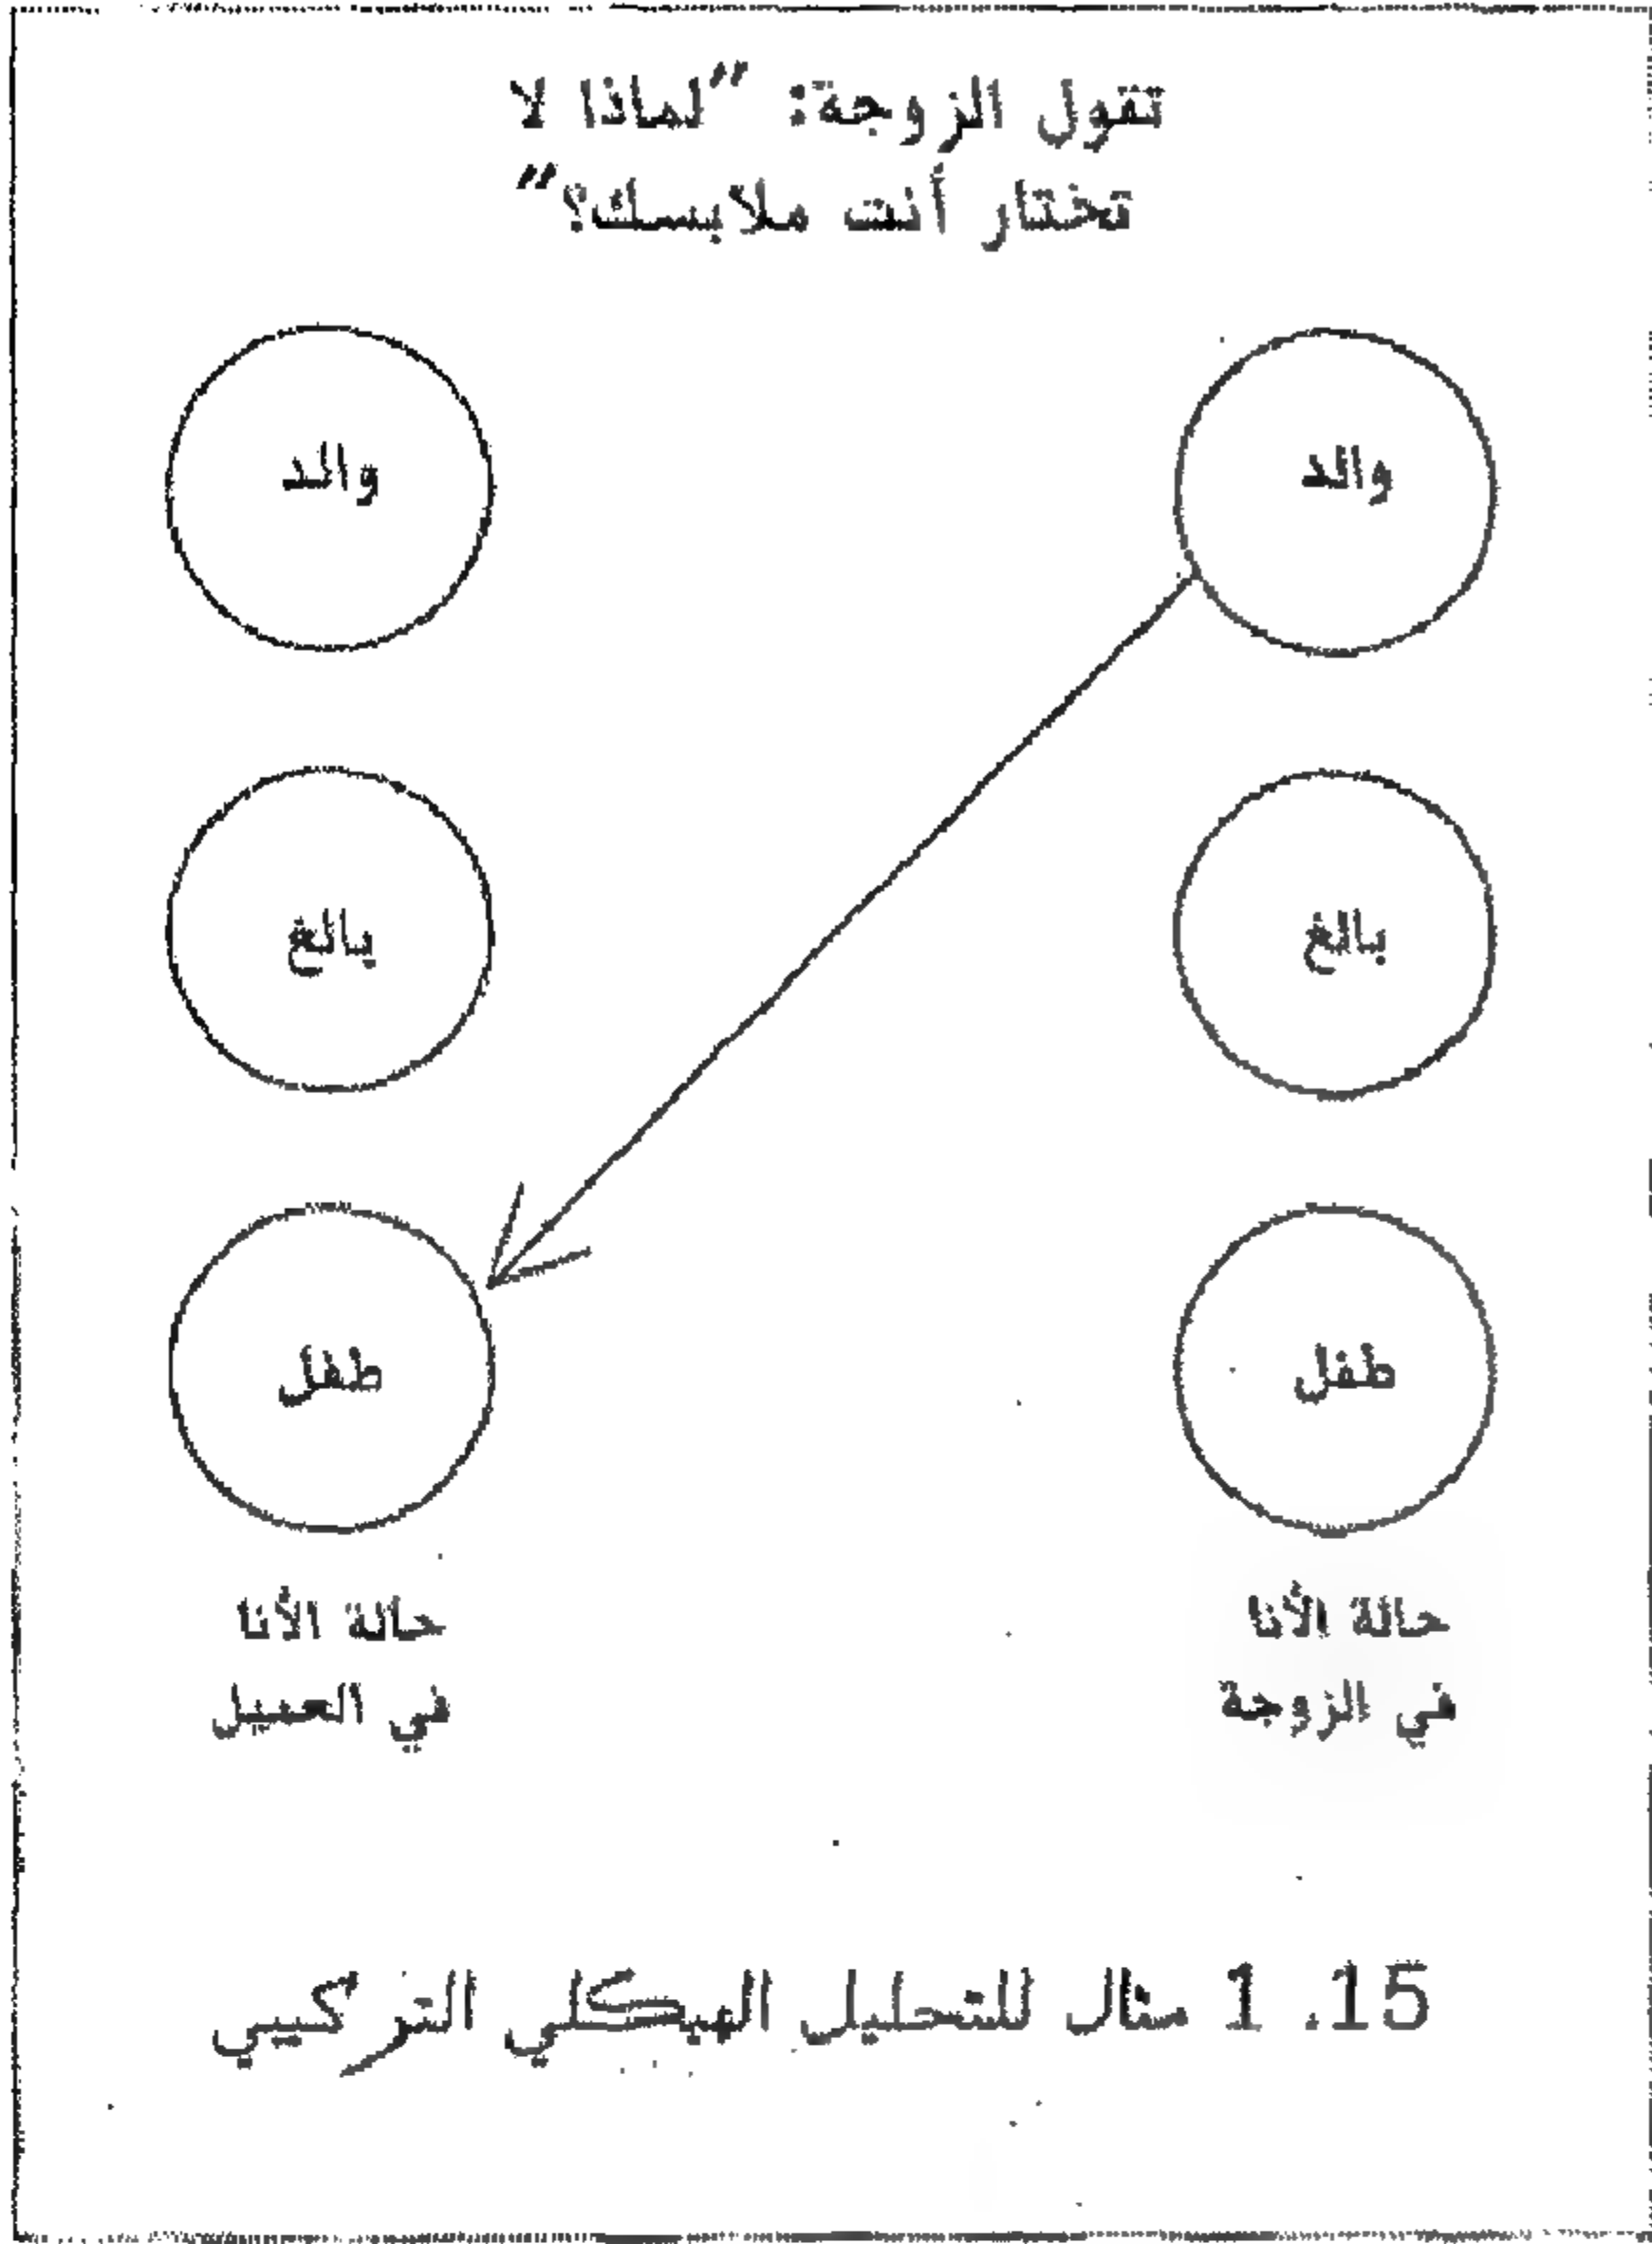 تقول الزوجة: "لماذا لا
تختار أنت ملابسك؟"
والد
والد
بالغ
بالغ
طفل
طفل
حالة الأنا
في الزوجة
حالة الأنا
في العميل
15. 1 مثال للتحليل الهيكلي التركيبي